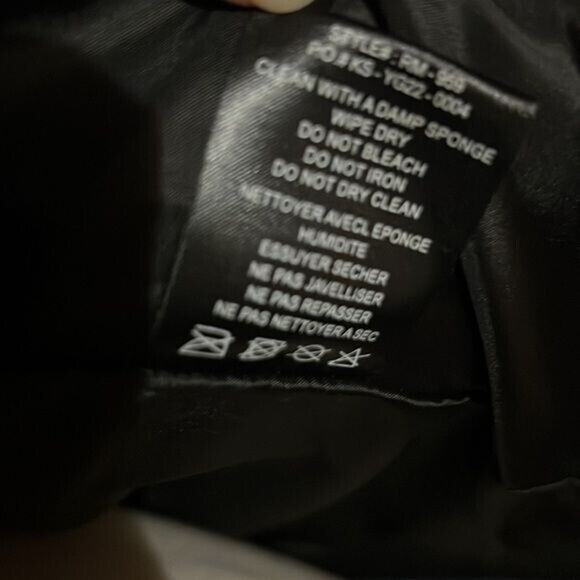 STYLE# : RM - 969
PO # KS - YG22 - 0004
CLEAN WITH A DAMP SPONGE
WIPE DRY
DO NOT BLEACH
DO NOT IRON
DO NOT DRY CLEAN
NETTOYER AVECL EPONGE
HUMIDITE
ESSUYER SECHER
NE PAS JAVELLISER
NE PAS REPASSER
NE PAS NETTOYER A SEC